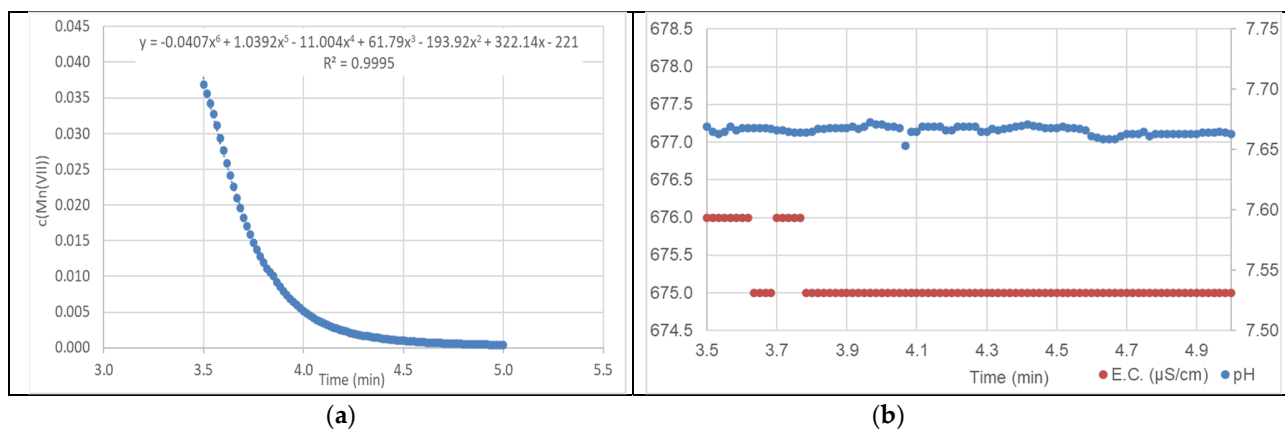 y = -0.0407x⁶ + 1.0392x⁵ - 11.004x⁴ + 61.79x³ - 193.92x² + 322.14x - 221
R² = 0.9995
0.045
0.040
0.035
0.030
0.025
0.020
0.015
0.010
0.005
0.000
c(Mn(VII))
3.0 3.5 4.0 4.5 5.0 5.5
Time (min)
(a)
678.5
678.0
677.5
677.0
676.5
676.0
675.5
675.0
674.5
7.75
7.70
7.65
7.60
7.55
7.50
3.5 3.7 3.9 4.1 4.3 4.5 4.7 4.9
Time (min)
E.C. (µS/cm) pH
(b)